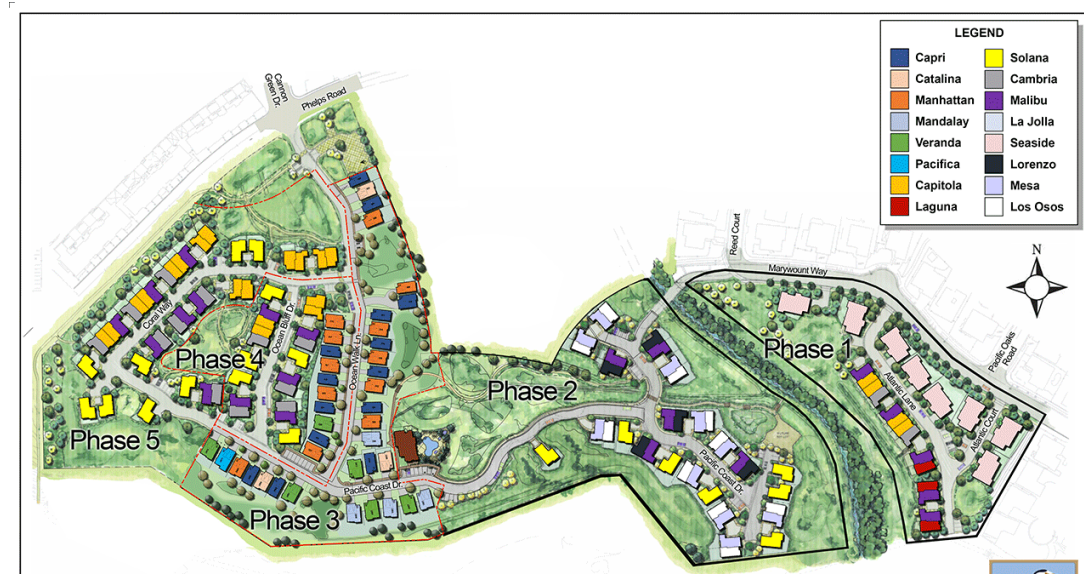 LEGEND
Capri
Catalina
Manhattan
Mandalay
Veranda
Pacifica
Capitola
Laguna
Solana
Cambria
Malibu
La Jolla
Seaside
Lorenzo
Mesa
Los Osos
Cannon
Green Dr.
Phelps Road
Reed Court
Marywount Way
N
Pacific Oaks
Road
Phase 1
Atlantic Lane
Atlantic Court
Phase 2
Pacific Coast Dr.
Coral Way
Ocean Bluff Dr.
Ocean Walk Ln.
Phase 4
Phase 5
Pacific Coast Dr.
Phase 3